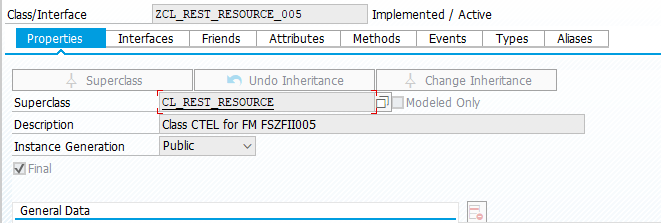 Class/Interface ZCL_REST_RESOURCE_005 Implemented / Active
Properties Interfaces Friends Attributes Methods Events Types Aliases
Superclass Undo Inheritance Change Inheritance
Superclass CL_REST_RESOURCE Modeled Only
Description Class CTEL for FM FSZFII005
Instance Generation Public
Final
General Data